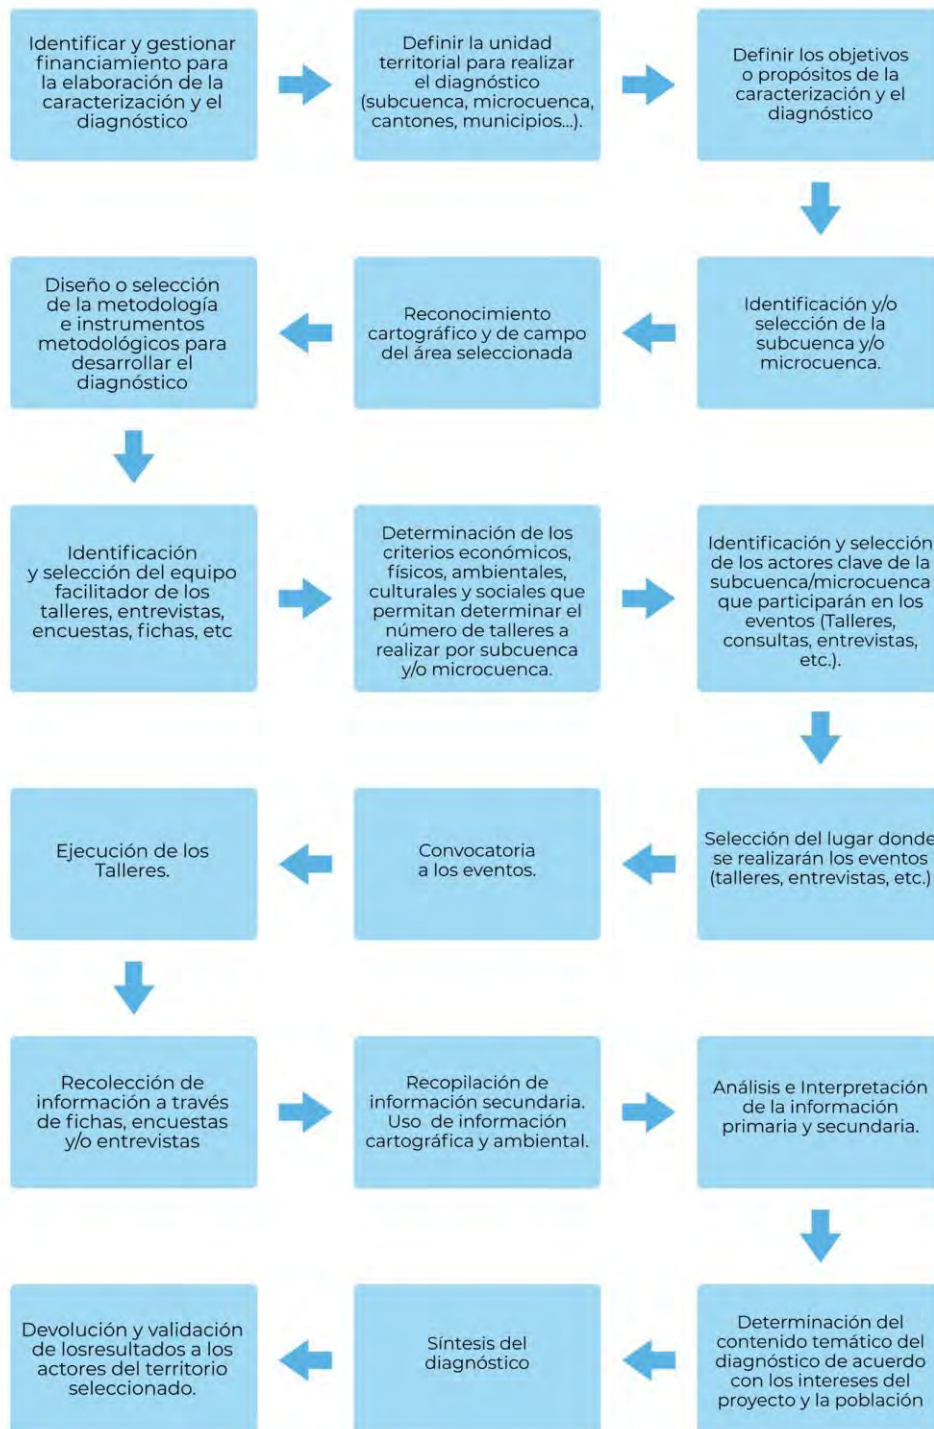 Identificar y gestionar
financiamiento para
la elaboración de la
caracterización y el
diagnóstico
Definir la unidad
territorial para realizar
el diagnóstico
(subcuenca, microcuenca,
cantones, municipios...).
Definir los objetivos
o propósitos de la
caracterización y el
diagnóstico
Identificación y/o
selección de la
subcuenca y/o
microcuenca.
Reconocimiento
cartográfico y de campo
del área seleccionada
Diseño o selección
de la metodología
e instrumentos
metodológicos para
desarrollar el
diagnóstico
Identificación
y selección del equipo
facilitador de los
talleres, entrevistas,
encuestas, fichas, etc
Determinación de los
criterios económicos,
físicos, ambientales,
culturales y sociales que
permitan determinar el
número de talleres a
realizar por subcuenca
y/o microcuenca.
Identificación y selección
de los actores clave de la
subcuenca/microcuenca
que participarán en los
eventos (Talleres,
consultas, entrevistas,
etc.).
Selección del lugar donde
se realizarán los eventos
(talleres, entrevistas, etc.)
Convocatoria
a los eventos.
Ejecución de los
Talleres.
Recolección de
información a través
de fichas, encuestas
y/o entrevistas
Recopilación de
información secundaria.
Uso de información
cartográfica y ambiental.
Análisis e Interpretación
de la información
primaria y secundaria.
Determinación del
contenido temático del
diagnóstico de acuerdo
con los intereses del
proyecto y la población
Síntesis del
diagnóstico
Devolución y validación
de losresultados a los
actores del territorio
seleccionado.